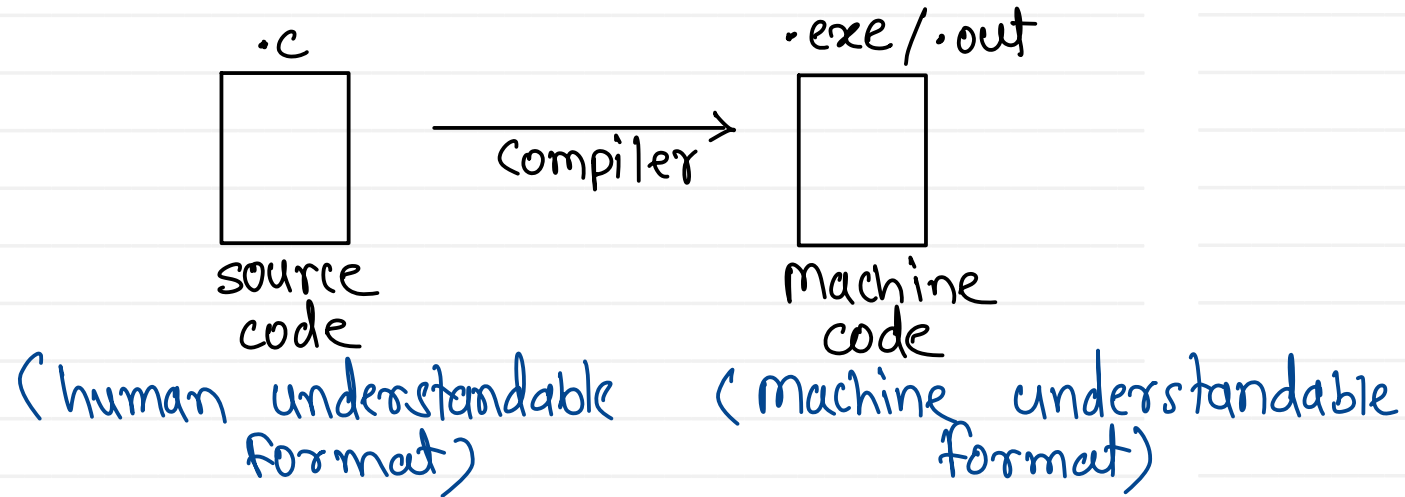 .c
.exe/.out
Compiler
source
code
Machine
code
(human understandable
format)
(Machine understandable
format)